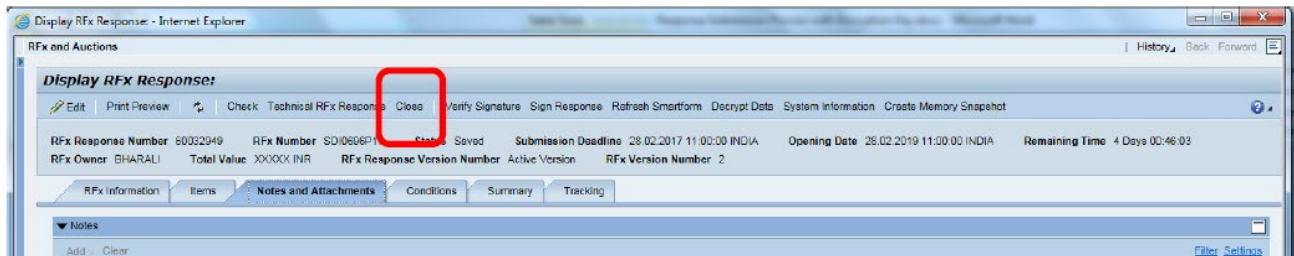 Display RFx Response: - Internet Explorer
RFx and Auctions | History Back Forward
Display RFx Response:
Edit | Print Preview | Check Technical RFx Response Close | Verify Signature Sign Response Refresh Smartform Decrypt Data System Information Create Memory Snapshot
RFx Response Number 60032949 RFx Number SDI0696P1 Status Saved Submission Deadline 28.02.2017 11:00:00 INDIA Opening Date 28.02.2019 11:00:00 INDIA Remaining Time 4 Days 00:46:03
RFx Owner BHARALI Total Value XXXXX INR RFx Response Version Number Active Version RFx Version Number 2
RFx Information Items Notes and Attachments Conditions Summary Tracking
Notes
Add Clear Filter Settings